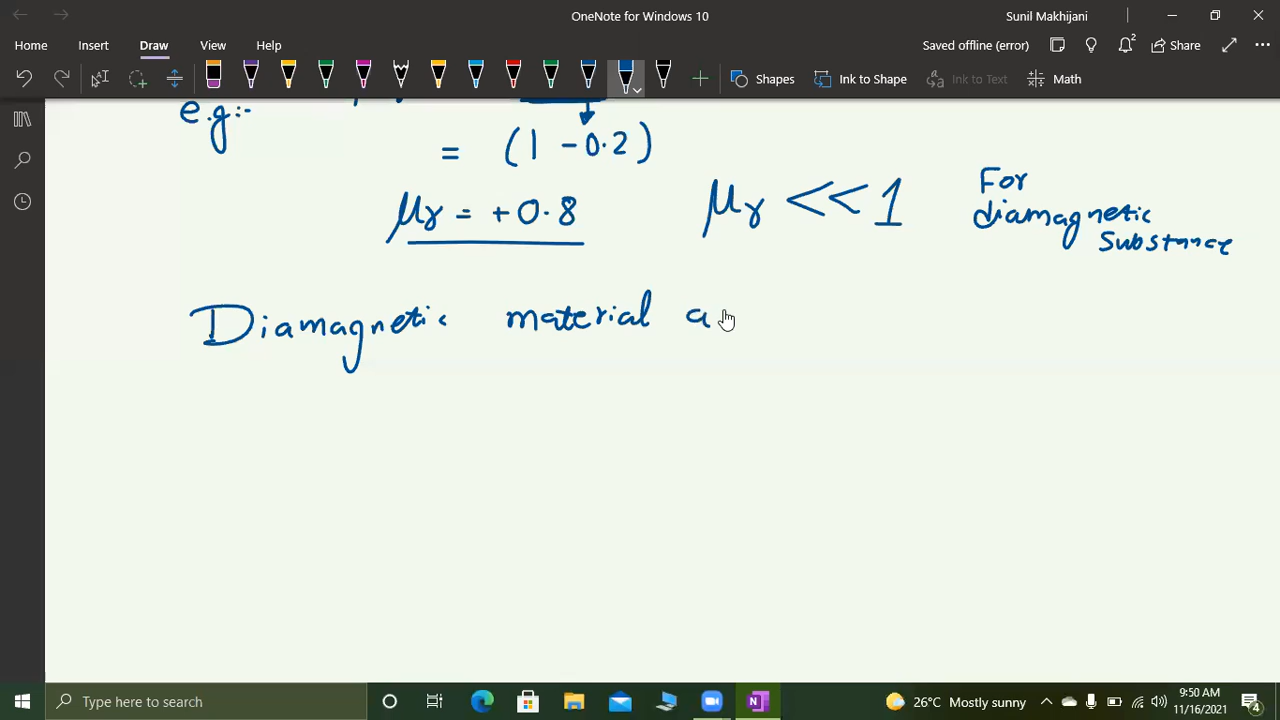 OneNote for Windows 10
Sunil Makhijani
Home Insert Draw View Help
Saved offline (error)
Share
Shapes
Ink to Shape
Ink to Text
Math
e.g:-
= (1 - 0.2)
μr = +0.8
μr << 1
For
diamagnetic
Substance
Diamagnetic material a
Type here to search
26°C Mostly sunny
9:50 AM
11/16/2021
4